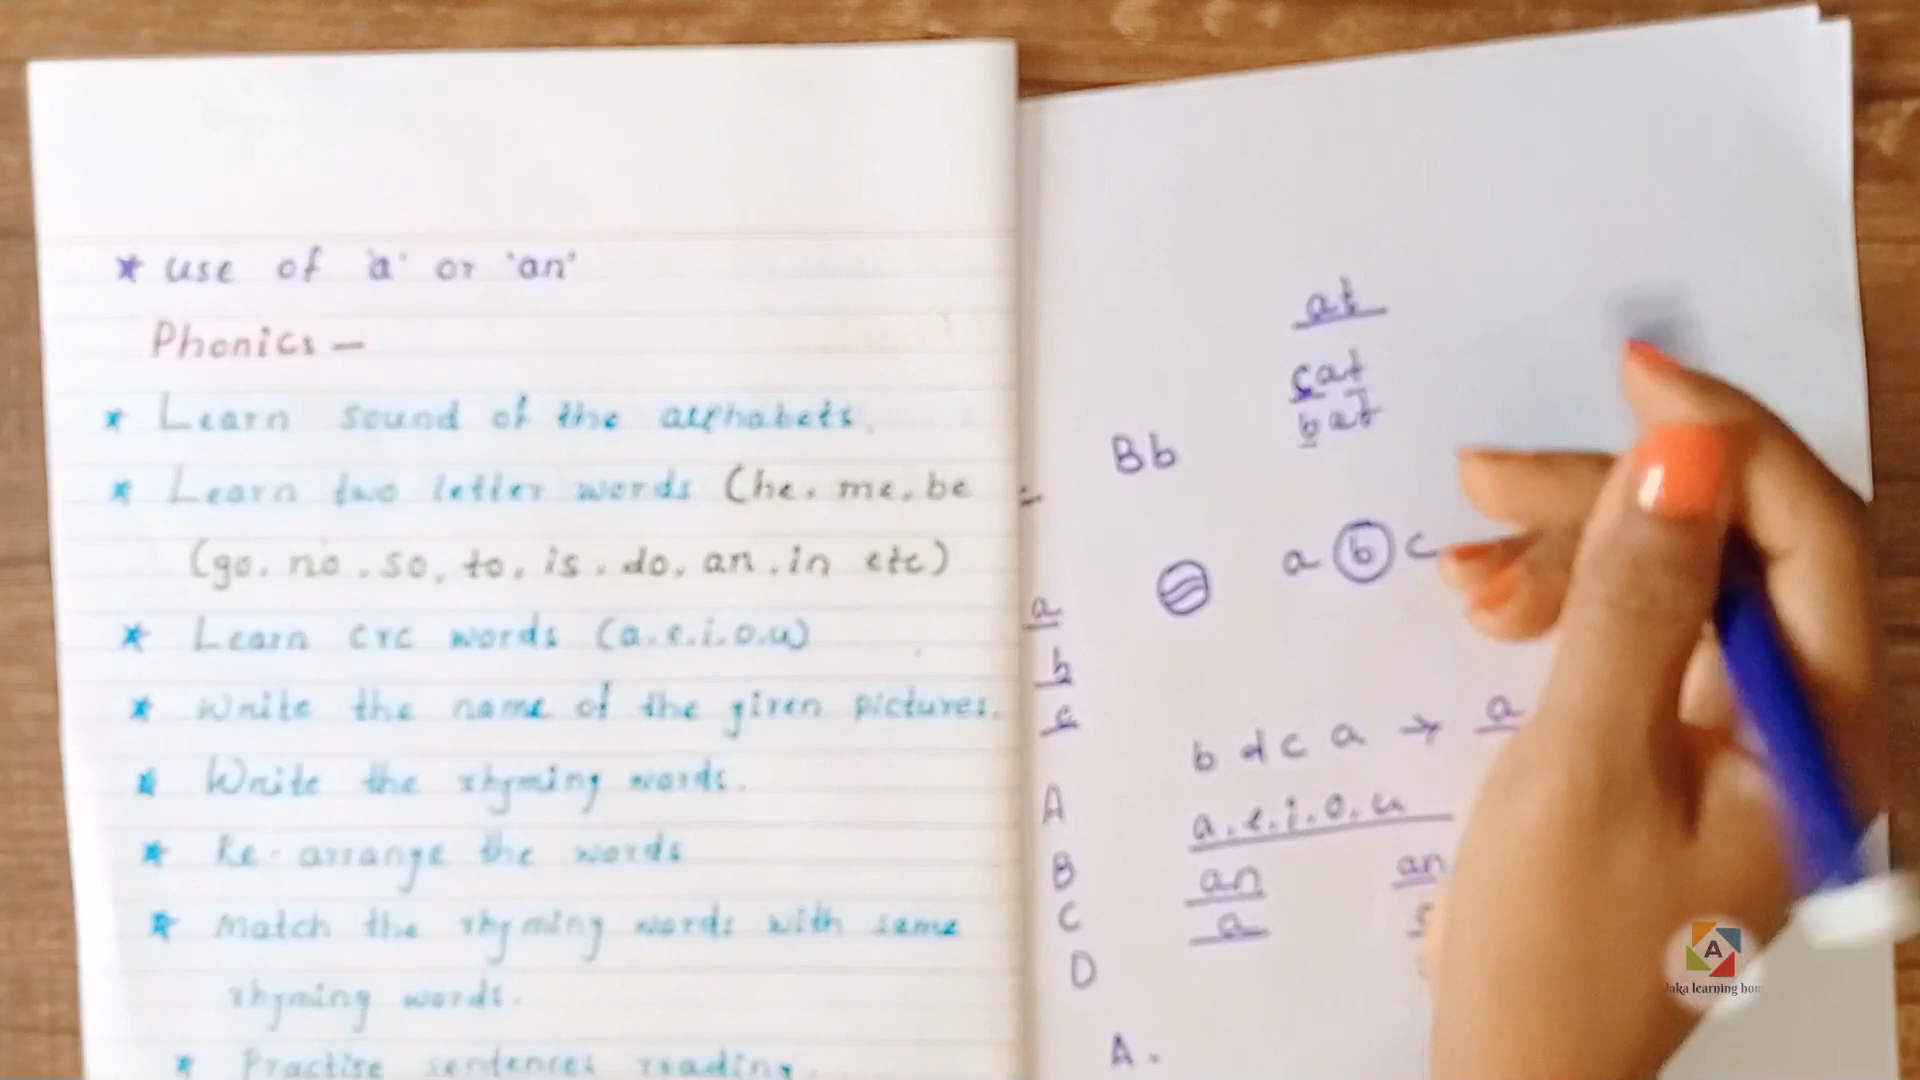 * use of 'a' or 'an'
Phonics -
* Learn sound of the alphabets.
* Learn two letter words (he, me, be
(go, no, so, to, is, do, an, in etc)
* Learn cvc words (a.e.i.o.u)
* Write the name of the given pictures.
* Write the rhyming words.
* Re-arrange the words
* Match the rhyming words with same
rhyming words.
* Practise sentences reading.
at
cat
bat
Bb
a b c
a
b
c
b d c a → a
A
a.e.i.o.u
B
an an
C
a
D
A.
A
learning